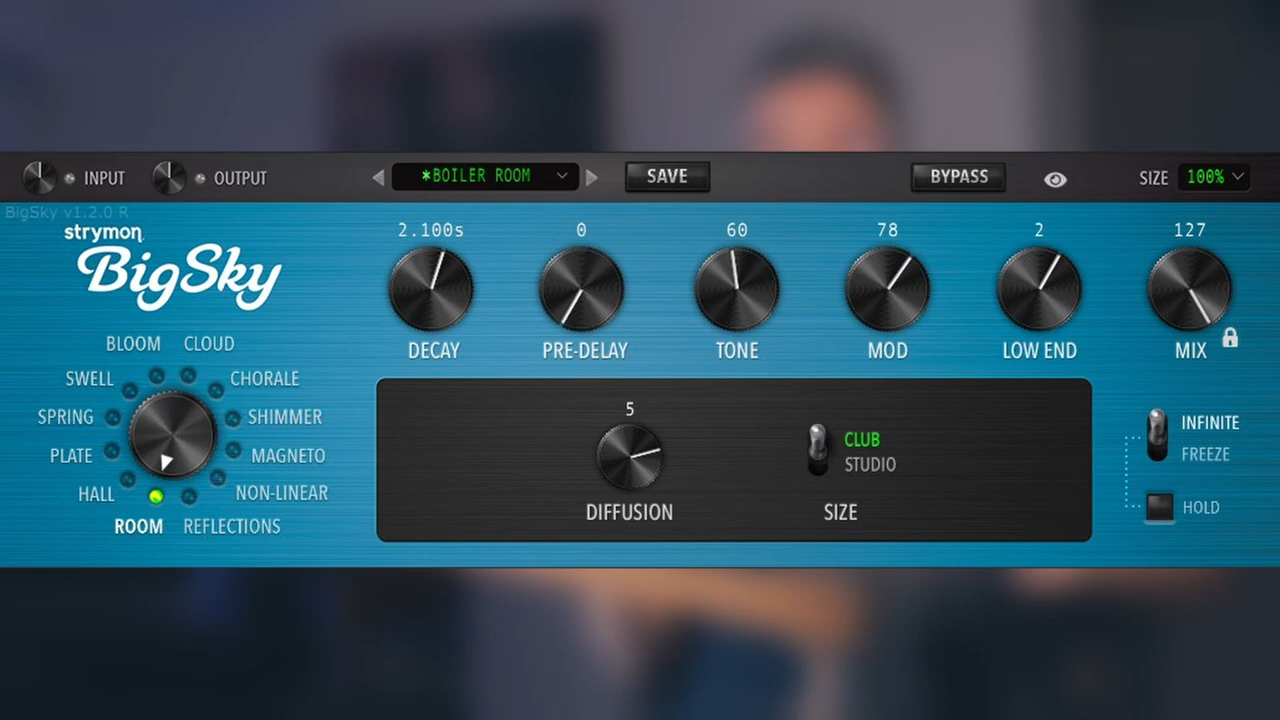 INPUT OUTPUT *BOILER ROOM SAVE BYPASS SIZE 100%
BigSky v1.2.0 R
strymon
BigSky
2.100s 0 60 78 2 127
DECAY PRE-DELAY TONE MOD LOW END MIX
BLOOM CLOUD
SWELL CHORALE
SPRING SHIMMER
PLATE MAGNETO
HALL NON-LINEAR
ROOM REFLECTIONS
5
DIFFUSION
CLUB
STUDIO
SIZE
INFINITE
FREEZE
HOLD